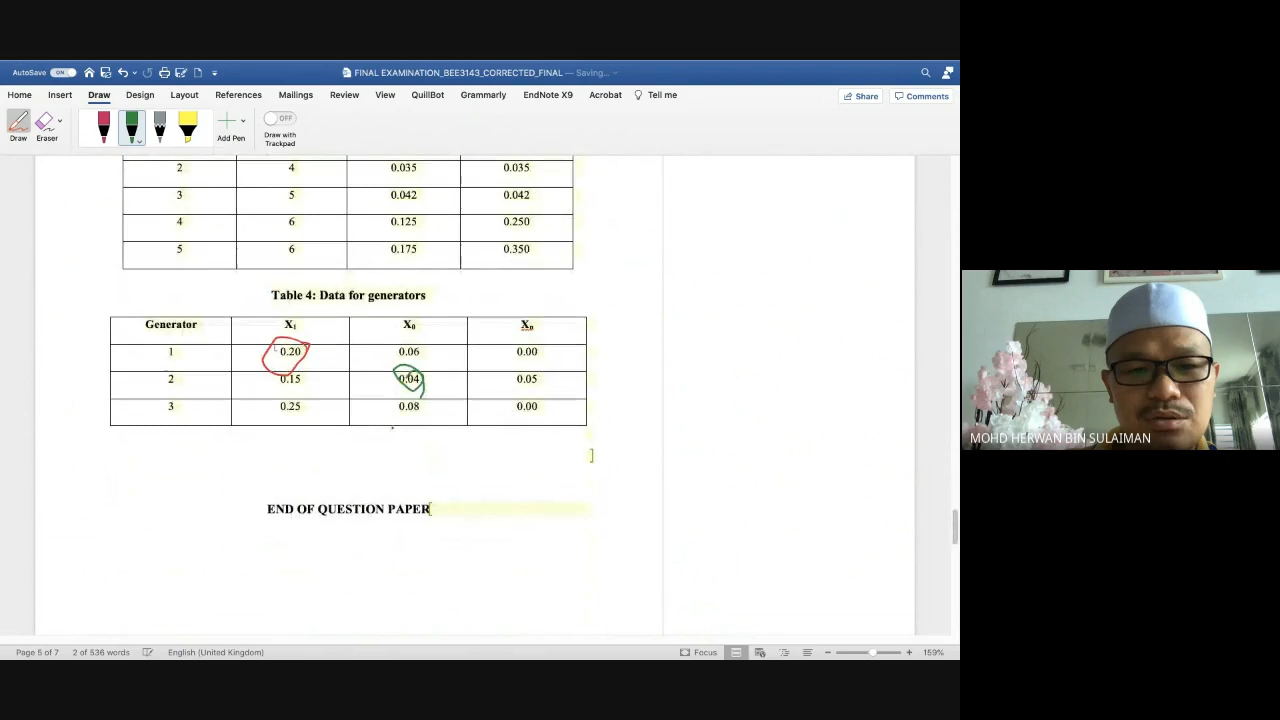 AutoSave ON FINAL EXAMINATION_BEE3143_CORRECTED_FINAL — Saving...
Home Insert Draw Design Layout References Mailings Review View QuillBot Grammarly EndNote X9 Acrobat Tell me Share Comments
OFF
Draw Eraser Add Pen Draw with Trackpad
2 4 0.035 0.035
3 5 0.042 0.042
4 6 0.125 0.250
5 6 0.175 0.350
Table 4: Data for generators
Generator X1 X0 Xn
1 0.20 0.06 0.00
2 0.15 0.04 0.05
3 0.25 0.08 0.00
END OF QUESTION PAPER
Page 5 of 7 2 of 536 words English (United Kingdom) Focus 159%
MOHD HERWAN BIN SULAIMAN